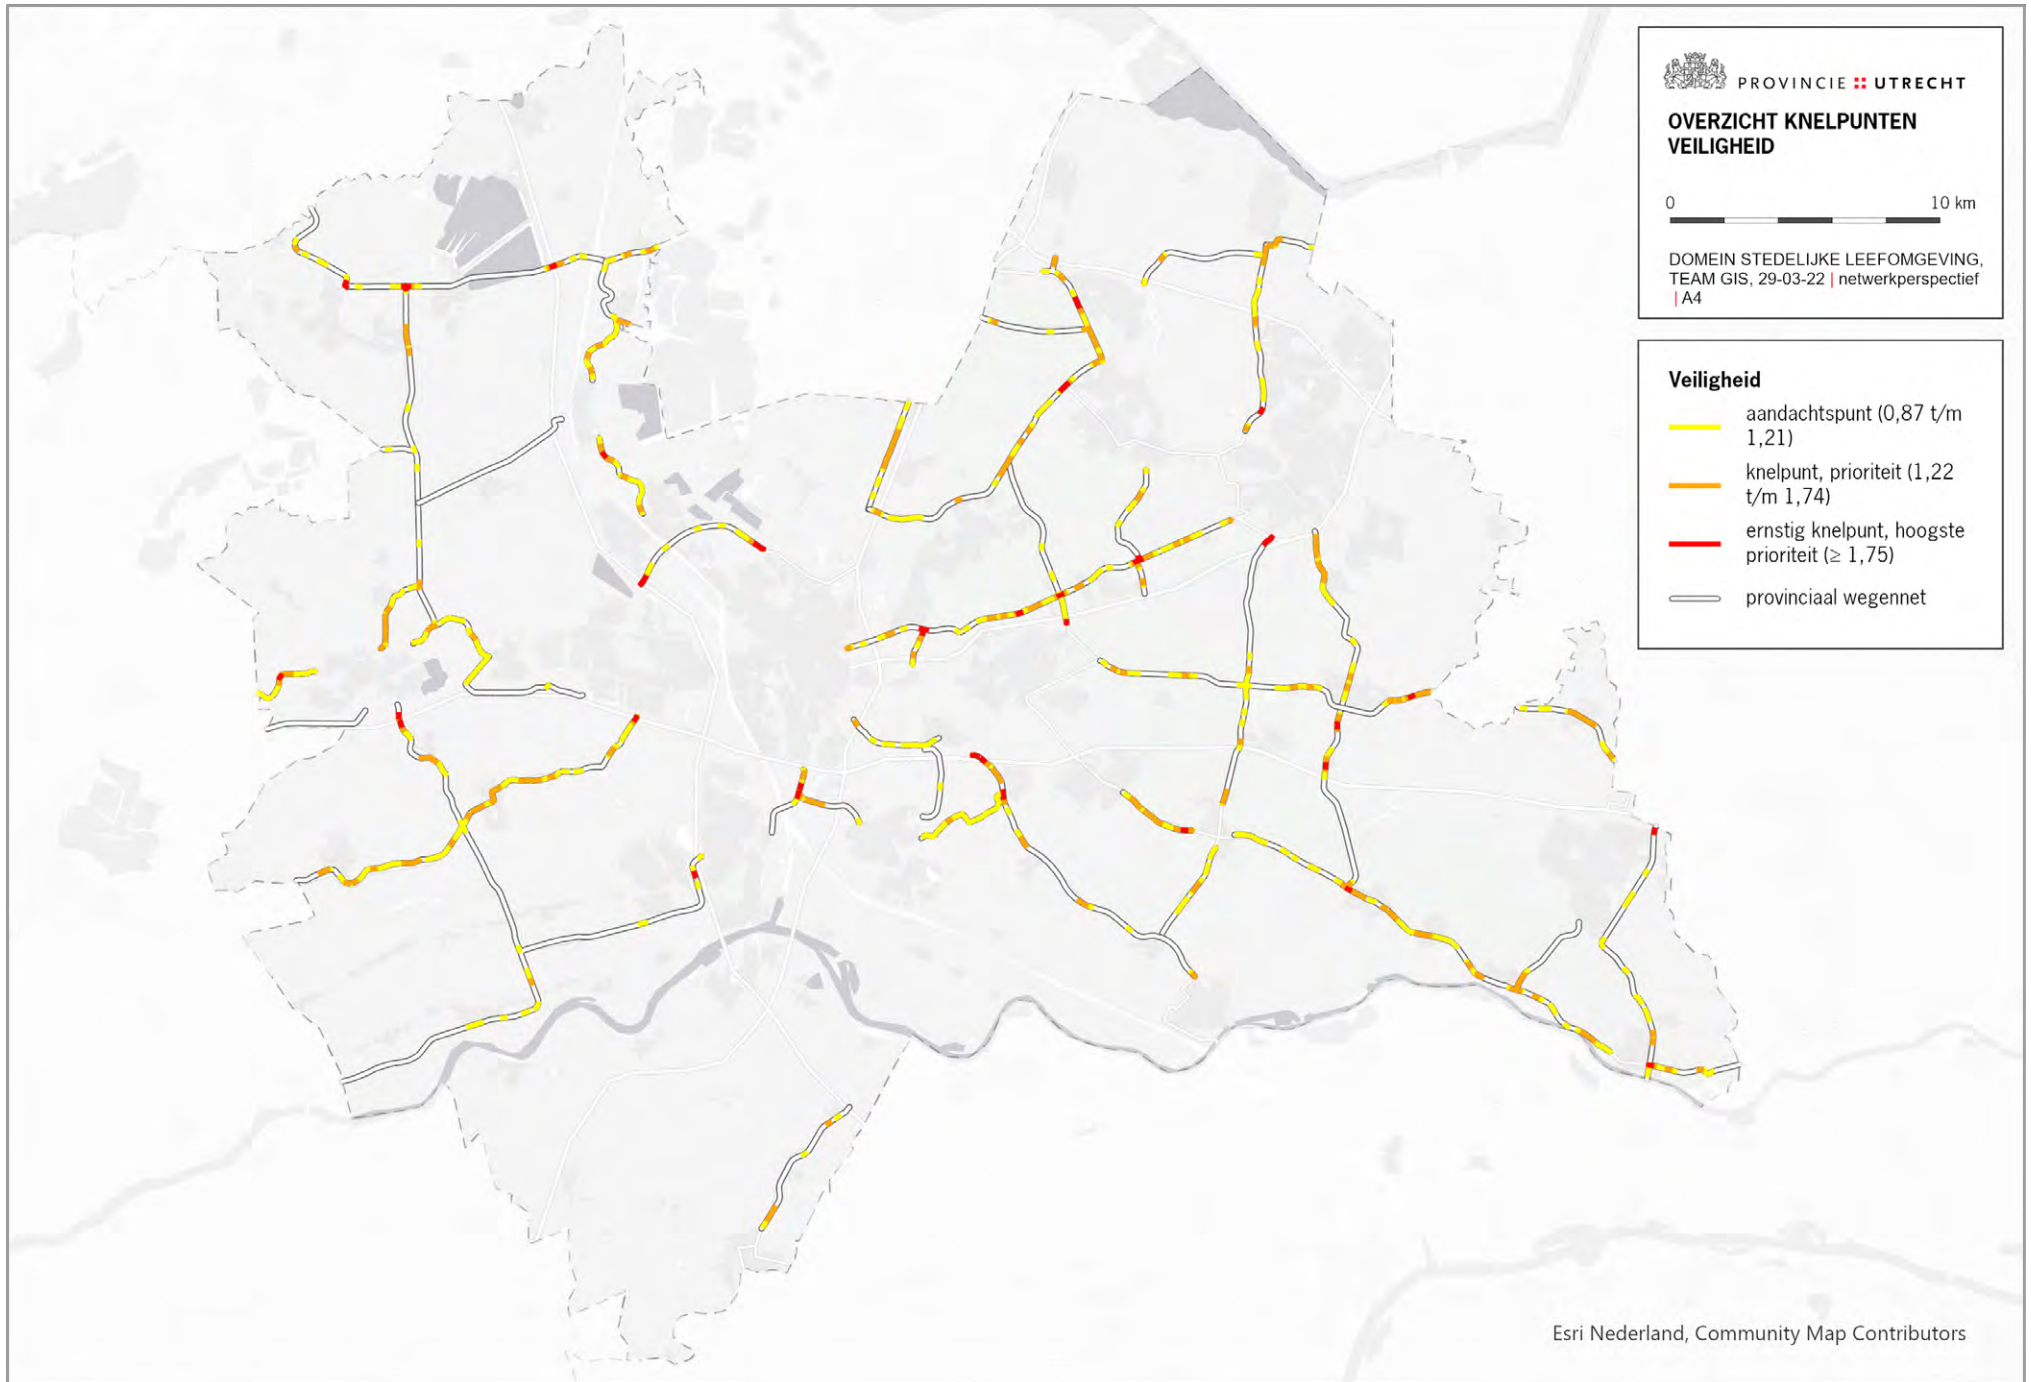 PROVINCIE UTRECHT
OVERZICHT KNELPUNTEN
VEILIGHEID
0 10 km
DOMEIN STEDELIJKE LEEFOMGEVING,
TEAM GIS, 29-03-22 | netwerkperspectief
| A4
Veiligheid
aandachtspunt (0,87 t/m
1,21)
knelpunt, prioriteit (1,22
t/m 1,74)
ernstig knelpunt, hoogste
prioriteit (≥ 1,75)
provinciaal wegennet
Esri Nederland, Community Map Contributors